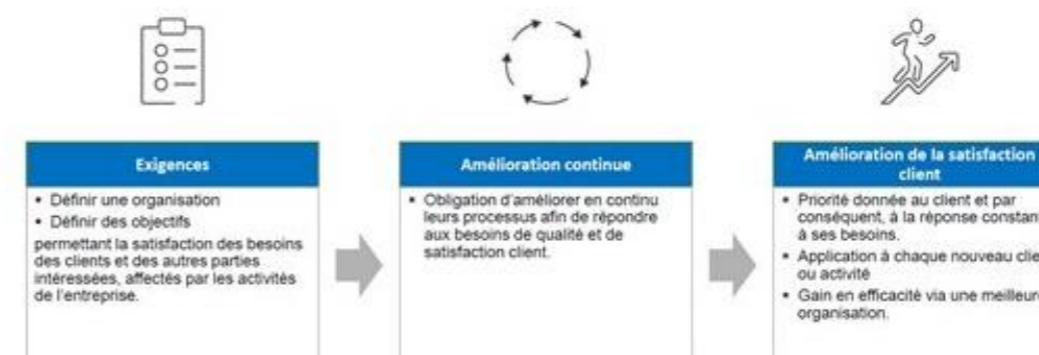 Exigences
• Définir une organisation
• Définir des objectifs
permettant la satisfaction des besoins
des clients et des autres parties
intéressées, affectés par les activités
de l'entreprise.
Amélioration continue
• Obligation d'améliorer en continu
leurs processus afin de répondre
aux besoins de qualité et de
satisfaction client.
Amélioration de la satisfaction
client
• Priorité donnée au client et par
conséquent, à la réponse constant
à ses besoins.
• Application à chaque nouveau clie
ou activité
• Gain en efficacité via une meilleur
organisation.